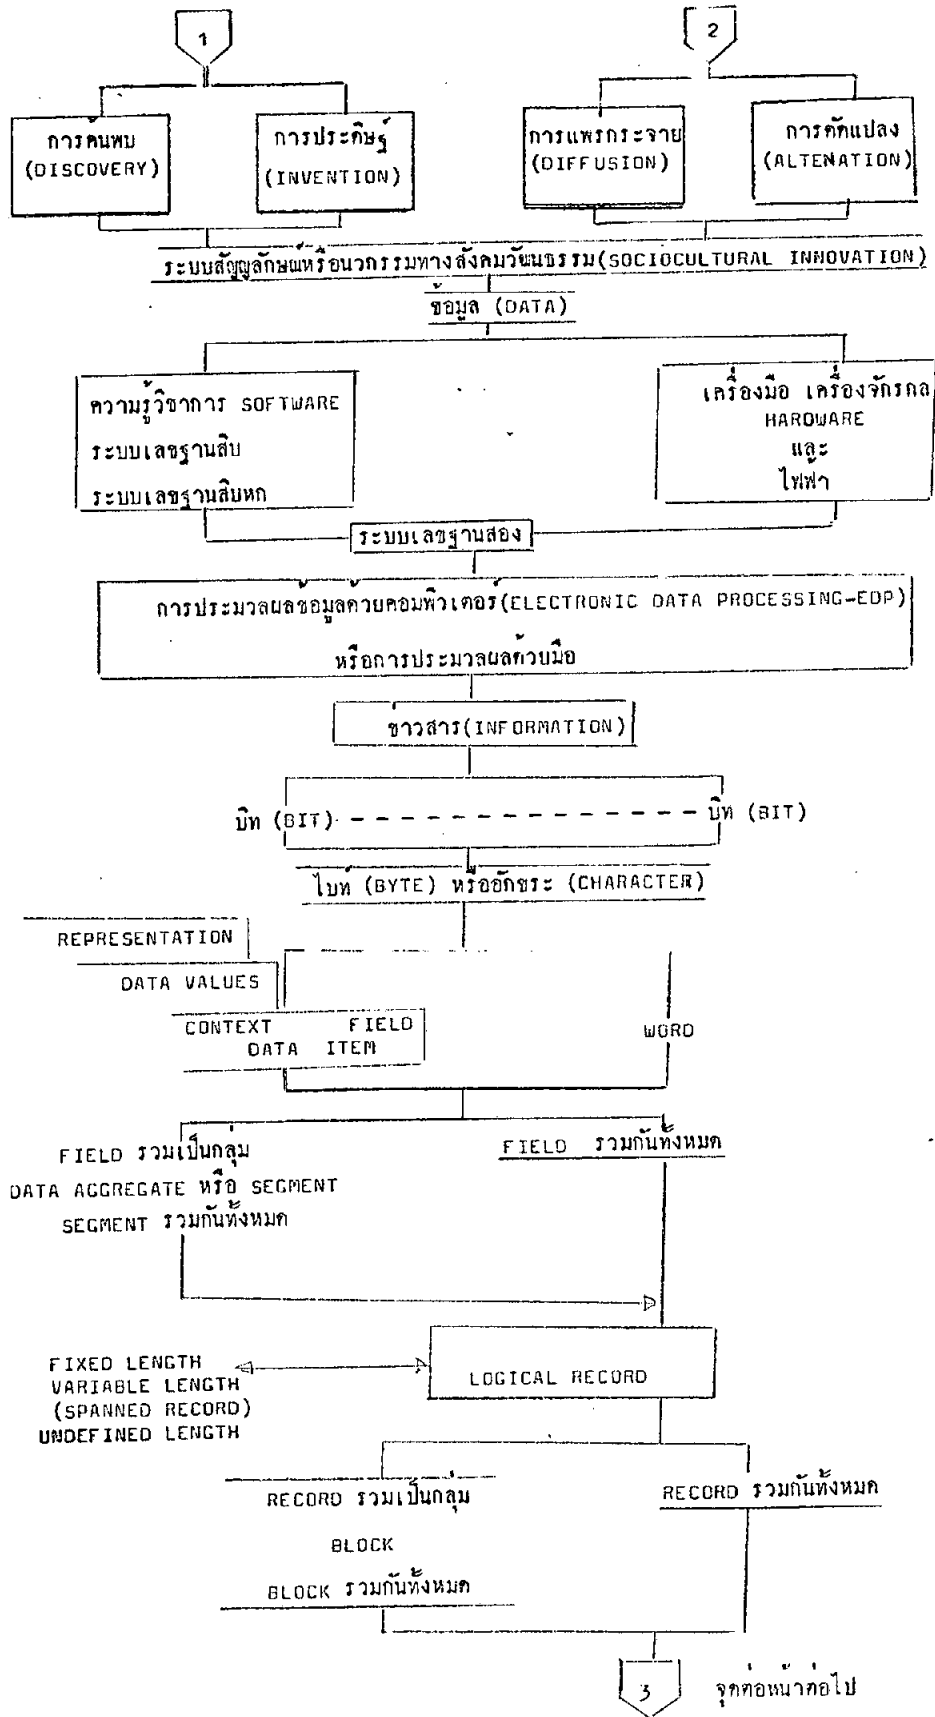 1
2
การค้นพบ
(DISCOVERY)
การประดิษฐ์
(INVENTION)
การแพรกระจาย
(DIFFUSION)
การดัดแปลง
(ALTENATION)
ระบบสัญญลักษณ์หรือนวกรรมทางสังคมวัฒนธรรม(SOCIOCULTURAL INNOVATION)
ข้อมูล (DATA)
ความรู้วิชาการ SOFTWARE
ระบบเลขฐานสิบ
ระบบเลขฐานสิบหก
เครื่องมือ เครื่องจักรกล
HARDWARE
และ
ไฟฟ้า
ระบบเลขฐานสอง
การประมวลผลข้อมูลด้วยคอมพิวเตอร์(ELECTRONIC DATA PROCESSING-EDP)
หรือการประมวลผลด้วยมือ
ข่าวสาร(INFORMATION)
บิท (BIT) - - - - - - - - - - - - - - บิท (BIT)
ไบท์ (BYTE) หรืออักขระ (CHARACTER)
REPRESENTATION
DATA VALUES
CONTEXT FIELD
DATA ITEM
WORD
FIELD รวมเป็นกลุ่ม
DATA AGGREGATE หรือ SEGMENT
SEGMENT รวมกันทั้งหมด
FIELD รวมกันทั้งหมด
FIXED LENGTH
VARIABLE LENGTH
(SPANNED RECORD)
UNDEFINED LENGTH
LOGICAL RECORD
RECORD รวมเป็นกลุ่ม
BLOCK
BLOCK รวมกันทั้งหมด
RECORD รวมกันทั้งหมด
3
จุดต่อหน้าต่อไป